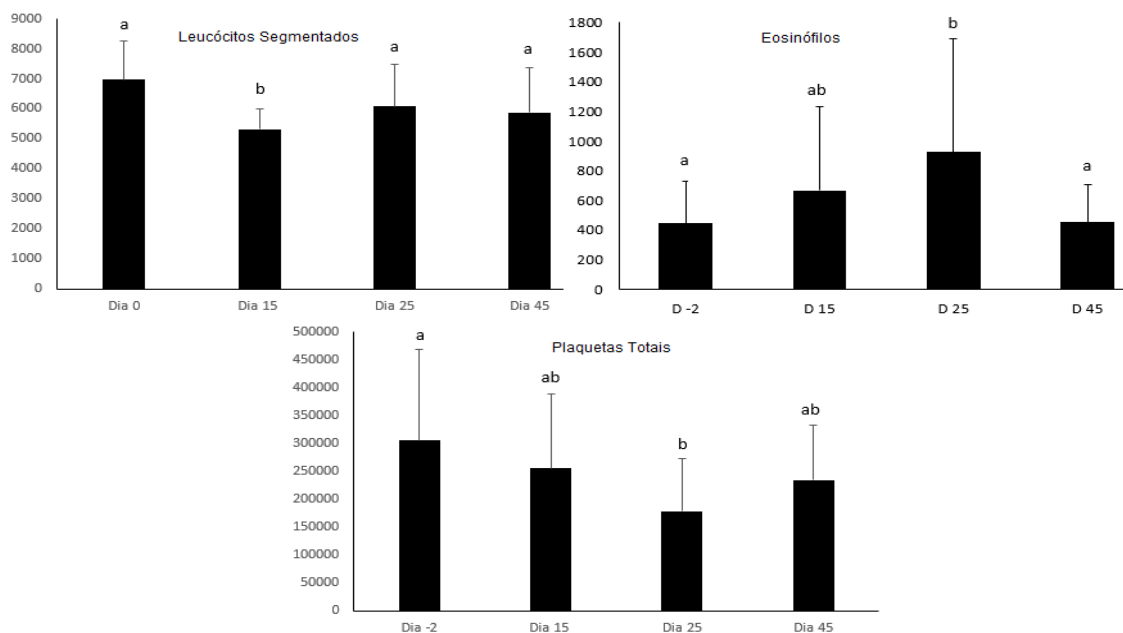 Leucócitos Segmentados
9000
8000
7000
6000
5000
4000
3000
2000
1000
0
a
b
a
a
Dia 0 Dia 15 Dia 25 Dia 45
Eosinófilos
1800
1600
1400
1200
1000
800
600
400
200
0
a
ab
b
a
D -2 D 15 D 25 D 45
Plaquetas Totais
500000
450000
400000
350000
300000
250000
200000
150000
100000
50000
0
a
ab
b
ab
Dia -2 Dia 15 Dia 25 Dia 45